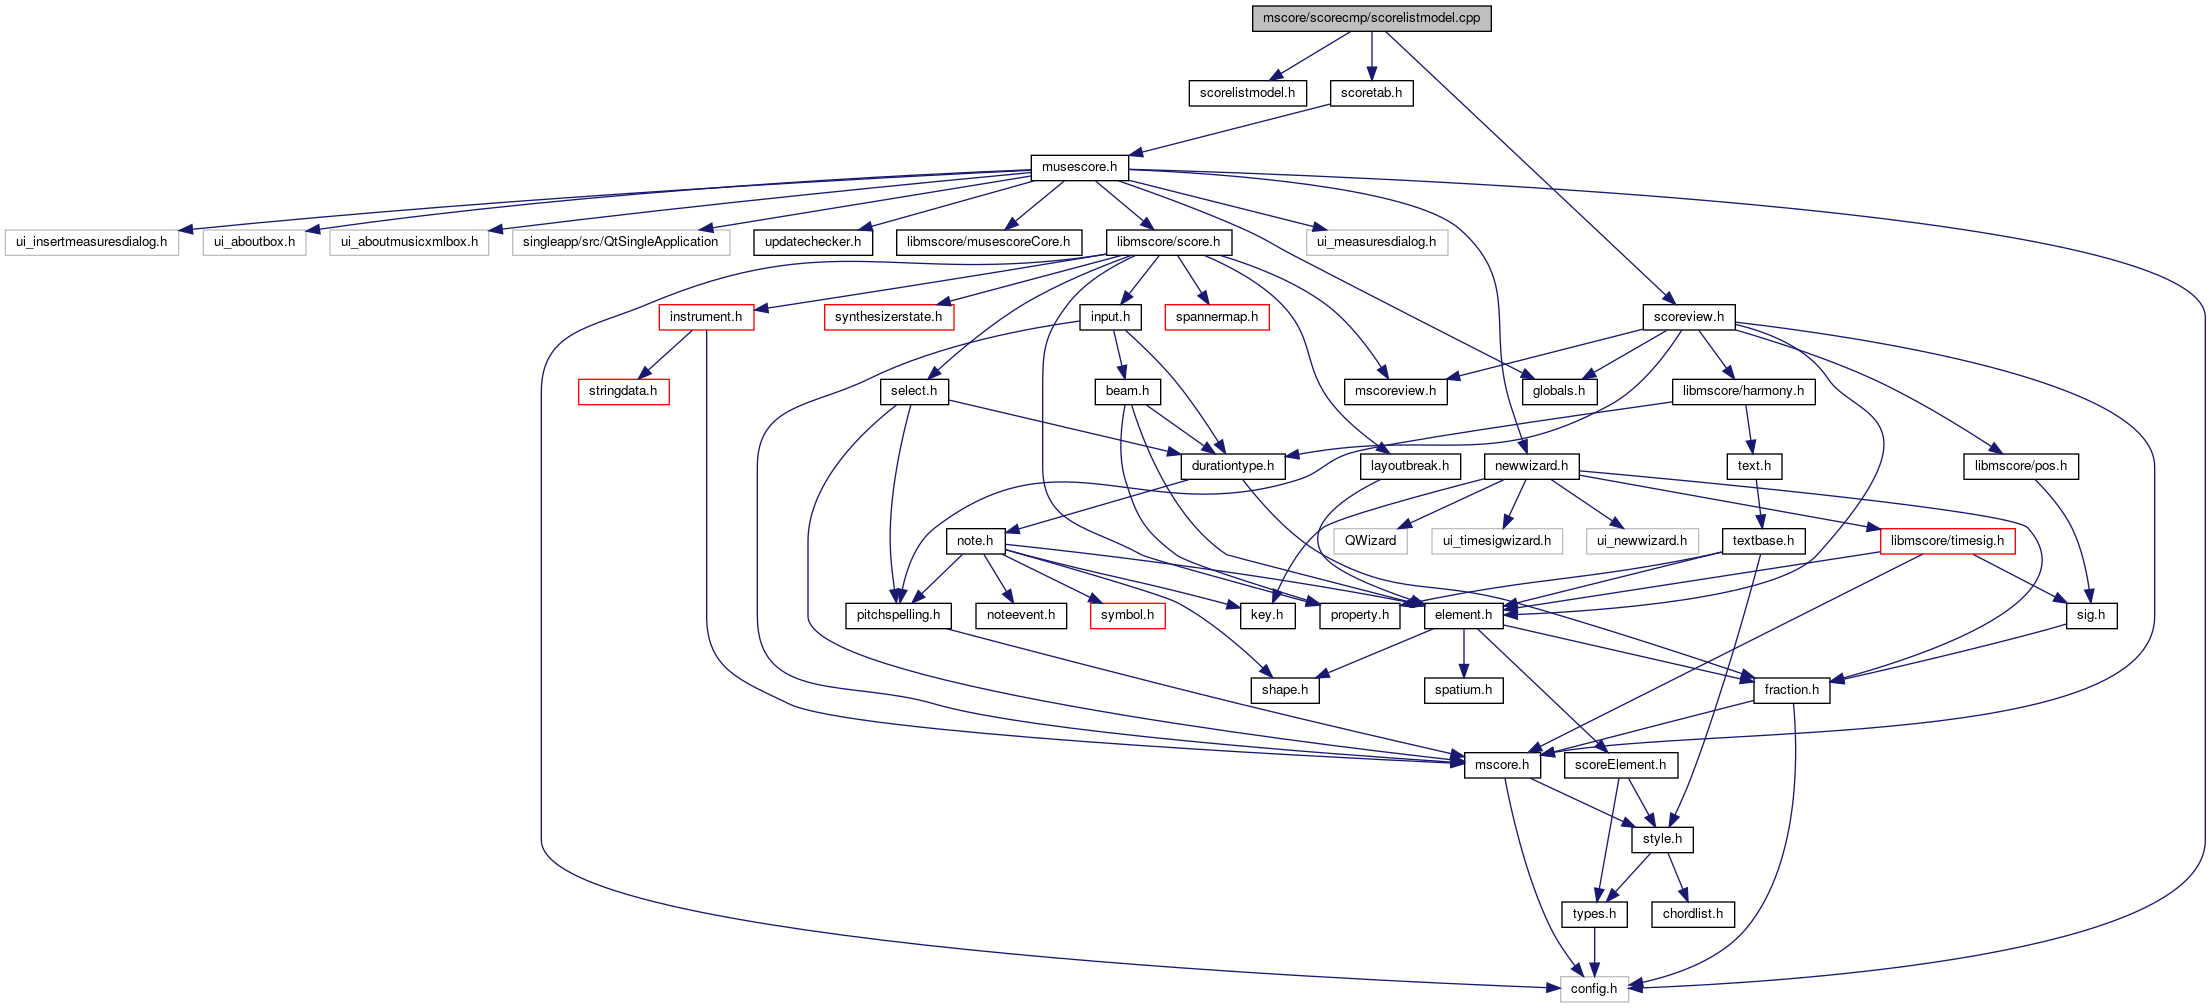 mscore/scorecmp/scorelistmodel.cpp
scorelistmodel.h
scoretab.h
musescore.h
ui_insertmeasuresdialog.h
ui_aboutbox.h
ui_aboutmusicxmlbox.h
singleapp/src/QtSingleApplication
updatechecker.h
libmscore/musescoreCore.h
libmscore/score.h
ui_measuresdialog.h
instrument.h
synthesizerstate.h
input.h
spannermap.h
scoreview.h
stringdata.h
select.h
beam.h
mscoreview.h
globals.h
libmscore/harmony.h
durationtype.h
layoutbreak.h
newwizard.h
text.h
libmscore/pos.h
note.h
QWizard
ui_timesigwizard.h
ui_newwizard.h
textbase.h
libmscore/timesig.h
pitchspelling.h
noteevent.h
symbol.h
key.h
property.h
element.h
sig.h
shape.h
spatium.h
fraction.h
mscore.h
scoreElement.h
style.h
types.h
chordlist.h
config.h